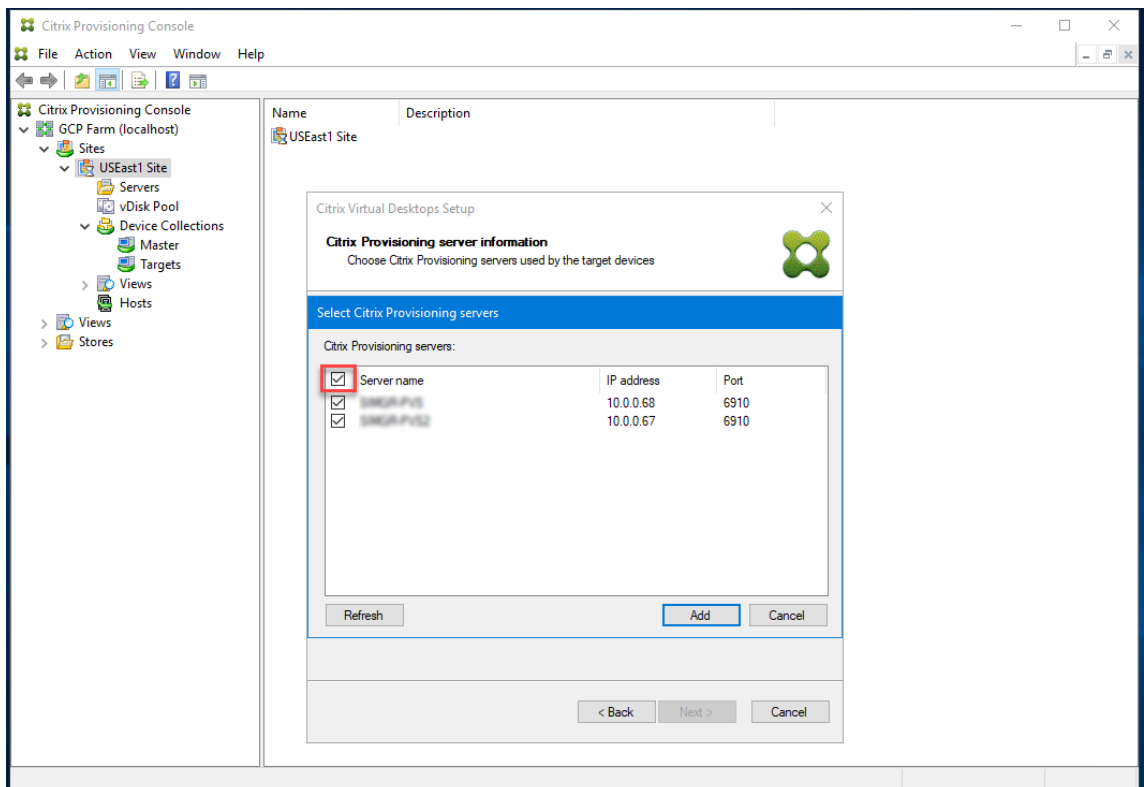 Citrix Provisioning Console
File Action View Window Help
Citrix Provisioning Console
GCP Farm (localhost)
Sites
USEast1 Site
Servers
vDisk Pool
Device Collections
Master
Targets
Views
Hosts
Views
Stores
Name Description
USEast1 Site
Citrix Virtual Desktops Setup
Citrix Provisioning server information
Choose Citrix Provisioning servers used by the target devices
Select Citrix Provisioning servers
Citrix Provisioning servers:
Server name IP address Port
10.0.0.68 6910
10.0.0.67 6910
Refresh Add Cancel
< Back Next > Cancel